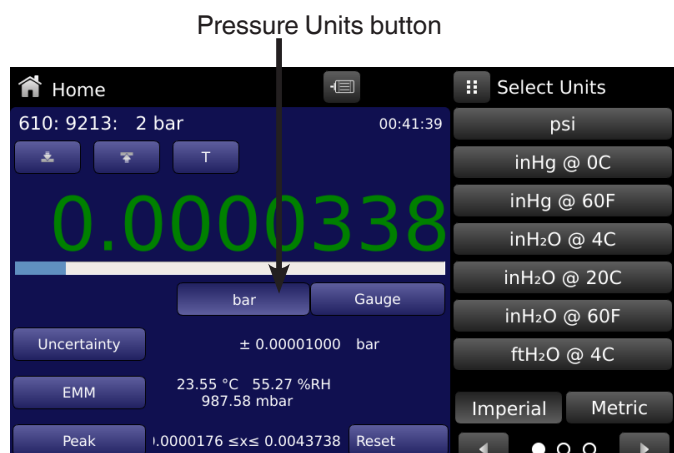 Pressure Units button
Home
Select Units
610: 9213: 2 bar
00:41:39
T
0.0000338
bar
Gauge
Uncertainty
± 0.00001000 bar
EMM
23.55 °C 55.27 %RH
987.58 mbar
Peak
.0000176 ≤x≤ 0.0043738
Reset
psi
inHg @ 0C
inHg @ 60F
inH₂O @ 4C
inH₂O @ 20C
inH₂O @ 60F
ftH₂O @ 4C
Imperial
Metric